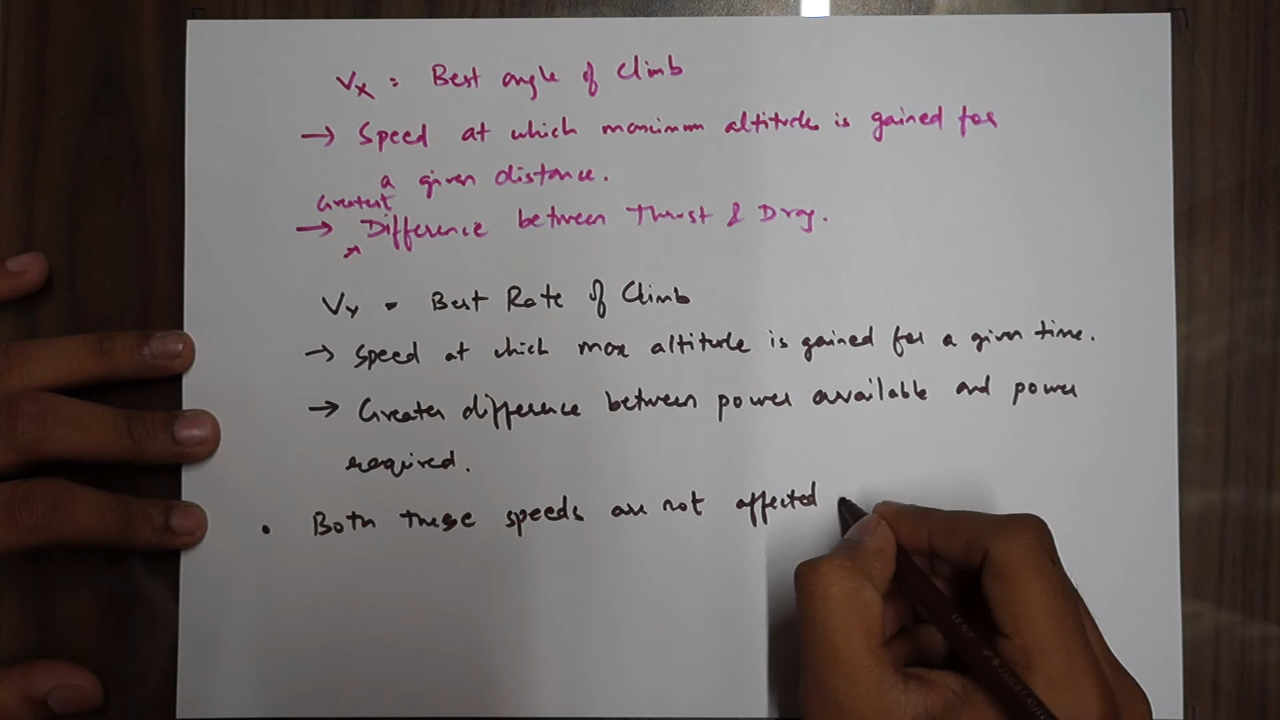 Vx = Best angle of climb
→ Speed at which maximum altitude is gained for
a given distance.
Greatest
→ Difference between Thrust & Drag.
Vy = Best Rate of Climb
→ Speed at which max altitude is gained for a given time.
→ Greater difference between power available and power
required.
• Both these speeds are not affected